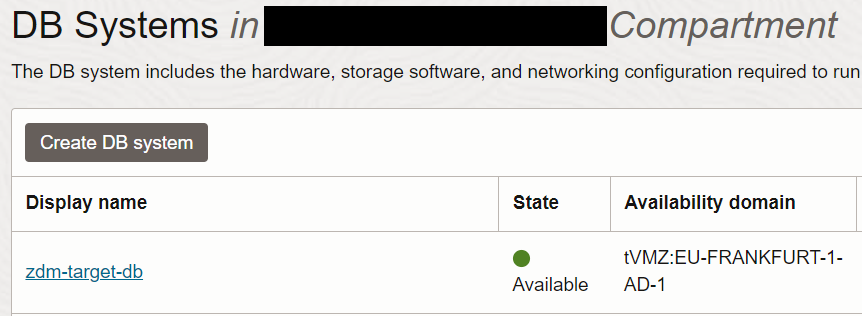 DB Systems in Compartment
The DB system includes the hardware, storage software, and networking configuration required to run
Create DB system
Display name State Availability domain
zdm-target-db Available tVMZ:EU-FRANKFURT-1-
AD-1